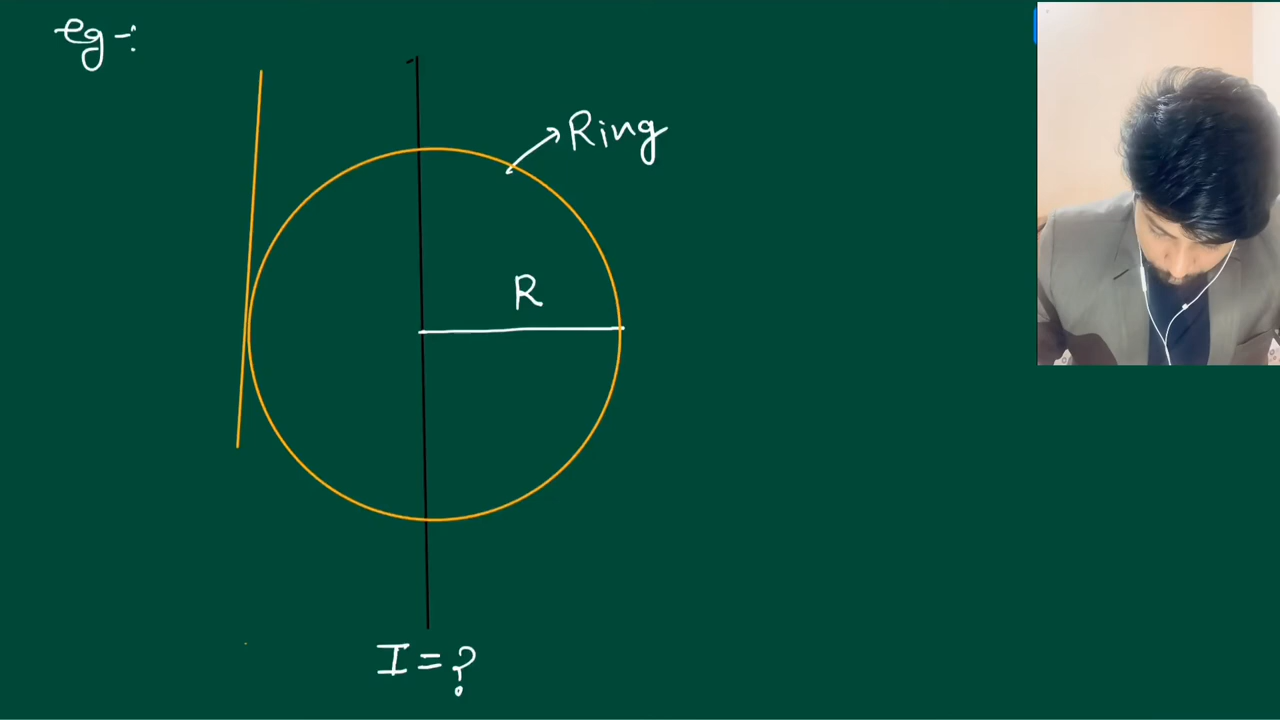 eg -:
Ring
R
I = ?